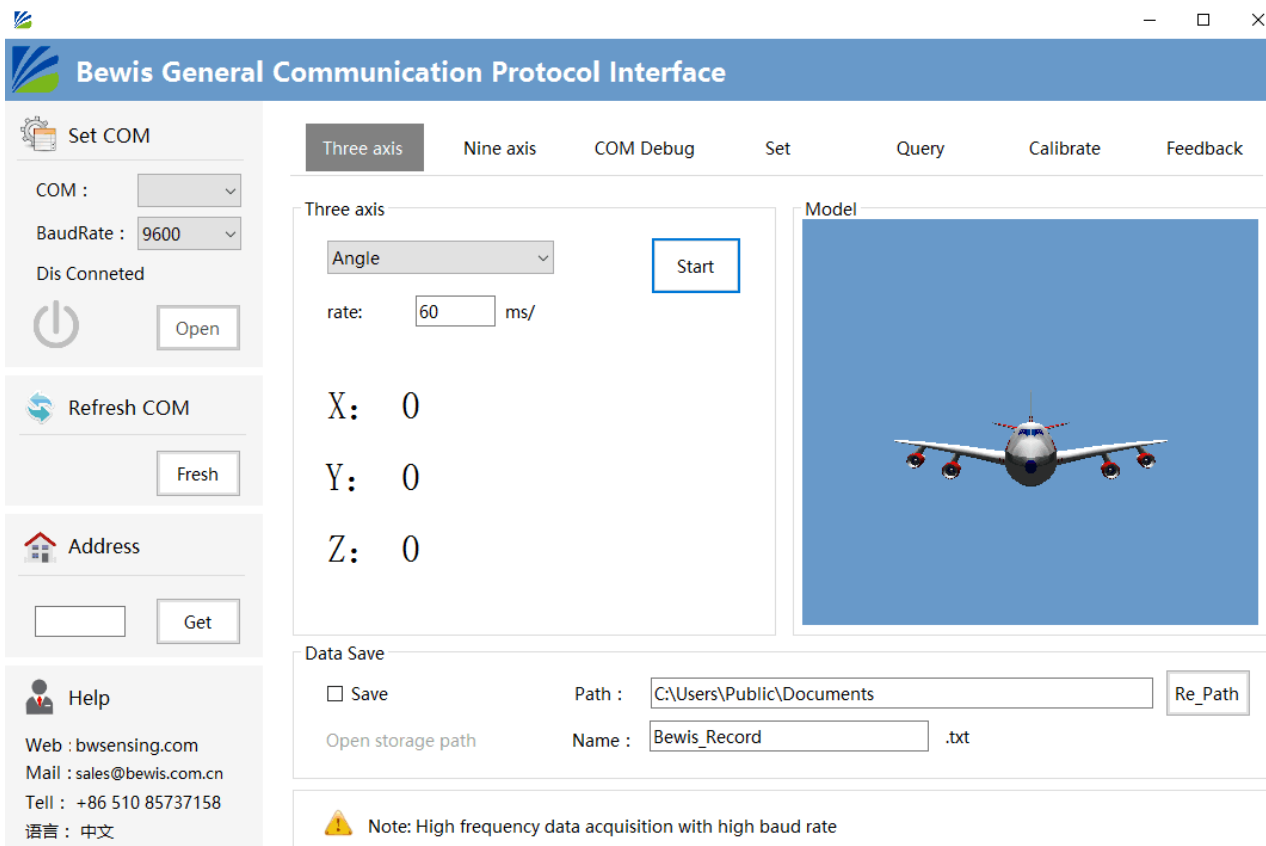 Bewis General Communication Protocol Interface
Set COM
COM :
BaudRate : 9600
Dis Conneted
Open
Refresh COM
Fresh
Address
Get
Help
Web : bwsensing.com
Mail : sales@bewis.com.cn
Tell : +86 510 85737158
语言： 中文
Three axis Nine axis COM Debug Set Query Calibrate Feedback
Three axis
Angle
Start
rate: 60 ms/
X: 0
Y: 0
Z: 0
Model
Data Save
Save
Path : C:\Users\Public\Documents Re_Path
Open storage path
Name : Bewis_Record .txt
Note: High frequency data acquisition with high baud rate